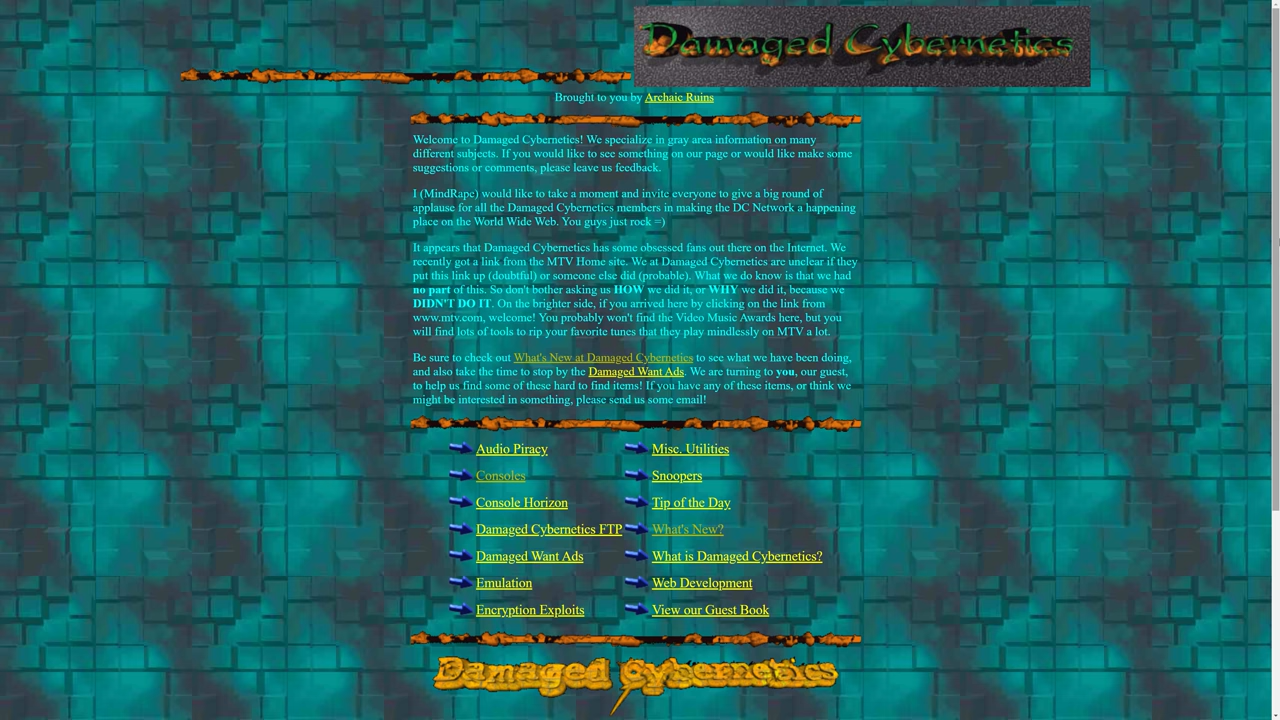 Damaged Cybernetics
Brought to you by Archaic Ruins
Welcome to Damaged Cybernetics! We specialize in gray area information on many
different subjects. If you would like to see something on our page or would like make some
suggestions or comments, please leave us feedback.
I (MindRape) would like to take a moment and invite everyone to give a big round of
applause for all the Damaged Cybernetics members in making the DC Network a happening
place on the World Wide Web. You guys just rock =)
It appears that Damaged Cybernetics has some obsessed fans out there on the Internet. We
recently got a link from the MTV Home site. We at Damaged Cybernetics are unclear if they
put this link up (doubtful) or someone else did (probable). What we do know is that we had
no part of this. So don't bother asking us HOW we did it, or WHY we did it, because we
DIDN'T DO IT. On the brighter side, if you arrived here by clicking on the link from
www.mtv.com, welcome! You probably won't find the Video Music Awards here, but you
will find lots of tools to rip your favorite tunes that they play mindlessly on MTV a lot.
Be sure to check out What's New at Damaged Cybernetics to see what we have been doing,
and also take the time to stop by the Damaged Want Ads. We are turning to you, our guest,
to help us find some of these hard to find items! If you have any of these items, or think we
might be interested in something, please send us some email!
Audio Piracy Misc. Utilities
Consoles Snoopers
Console Horizon Tip of the Day
Damaged Cybernetics FTP What's New?
Damaged Want Ads What is Damaged Cybernetics?
Emulation Web Development
Encryption Exploits View our Guest Book
Damaged Cybernetics